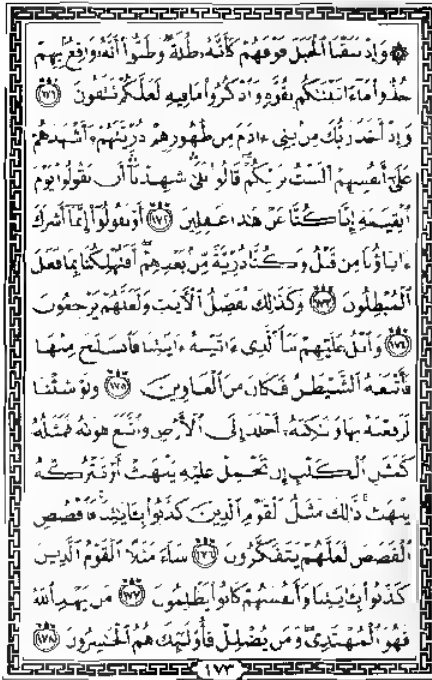 ۞ وَإِذْ نَتَقْنَا ٱلْجَبَلَ فَوْقَهُمْ كَأَنَّهُۥ ظُلَّةٌ وَظَنُّوٓا۟ أَنَّهُۥ وَاقِعٌۢ بِهِمْ
خُذُوا۟ مَآ ءَاتَيْنَٰكُم بِقُوَّةٍ وَٱذْكُرُوا۟ مَا فِيهِ لَعَلَّكُمْ تَتَّقُونَ ﴿١٧١﴾
وَإِذْ أَخَذَ رَبُّكَ مِنۢ بَنِىٓ ءَادَمَ مِن ظُهُورِهِمْ ذُرِّيَّتَهُمْ وَأَشْهَدَهُمْ
عَلَىٰٓ أَنفُسِهِمْ أَلَسْتُ بِرَبِّكُمْ قَالُوا۟ بَلَىٰ شَهِدْنَآ أَن تَقُولُوا۟ يَوْمَ
ٱلْقِيَٰمَةِ إِنَّا كُنَّا عَنْ هَٰذَا غَٰفِلِينَ ﴿١٧٢﴾ أَوْ تَقُولُوٓا۟ إِنَّمَآ أَشْرَكَ
ءَابَآؤُنَا مِن قَبْلُ وَكُنَّا ذُرِّيَّةً مِّنۢ بَعْدِهِمْ أَفَتُهْلِكُنَا بِمَا فَعَلَ
ٱلْمُبْطِلُونَ ﴿١٧٣﴾ وَكَذَٰلِكَ نُفَصِّلُ ٱلْأَيَٰتِ وَلَعَلَّهُمْ يَرْجِعُونَ
﴿١٧٤﴾ وَٱتْلُ عَلَيْهِمْ نَبَأَ ٱلَّذِىٓ ءَاتَيْنَٰهُ ءَايَٰتِنَا فَٱنسَلَخَ مِنْهَا
فَأَتْبَعَهُ ٱلشَّيْطَٰنُ فَكَانَ مِنَ ٱلْغَاوِينَ ﴿١٧٥﴾ وَلَوْ شِئْنَا
لَرَفَعْنَٰهُ بِهَا وَلَٰكِنَّهُۥٓ أَخْلَدَ إِلَى ٱلْأَرْضِ وَٱتَّبَعَ هَوَىٰهُ فَمَثَلُهُۥ
كَمَثَلِ ٱلْكَلْبِ إِن تَحْمِلْ عَلَيْهِ يَلْهَثْ أَوْ تَتْرُكْهُ
يَلْهَث ذَّٰلِكَ مَثَلُ ٱلْقَوْمِ ٱلَّذِينَ كَذَّبُوا۟ بِـَٔايَٰتِنَا فَٱقْصُصِ
ٱلْقَصَصَ لَعَلَّهُمْ يَتَفَكَّرُونَ ﴿١٧٦﴾ سَآءَ مَثَلًا ٱلْقَوْمُ ٱلَّذِينَ
كَذَّبُوا۟ بِـَٔايَٰتِنَا وَأَنفُسَهُمْ كَانُوا۟ يَظْلِمُونَ ﴿١٧٧﴾ مَن يَهْدِ ٱللَّهُ
فَهُوَ ٱلْمُهْتَدِى وَمَن يُضْلِلْ فَأُو۟لَٰٓئِكَ هُمُ ٱلْخَٰسِرُونَ ﴿١٧٨﴾
١٧٣